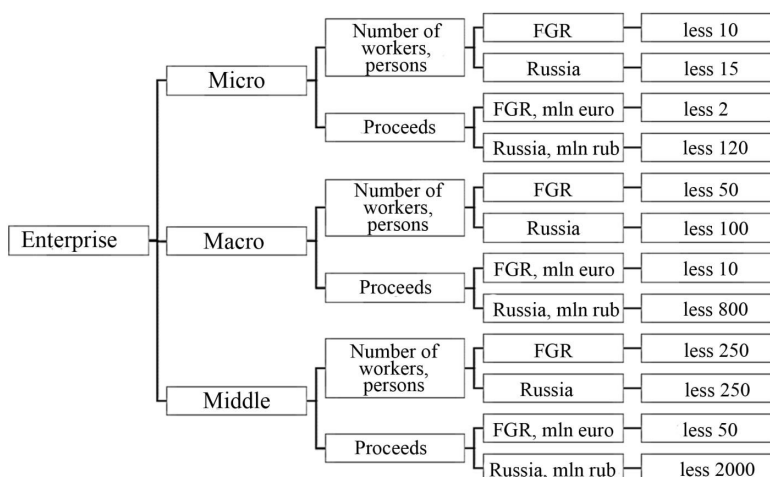 Enterprise
Micro
Number of
workers,
persons
FGR
less 10
Russia
less 15
Proceeds
FGR, mln euro
less 2
Russia, mln rub
less 120
Macro
Number of
workers,
persons
FGR
less 50
Russia
less 100
Proceeds
FGR, mln euro
less 10
Russia, mln rub
less 800
Middle
Number of
workers,
persons
FGR
less 250
Russia
less 250
Proceeds
FGR, mln euro
less 50
Russia, mln rub
less 2000